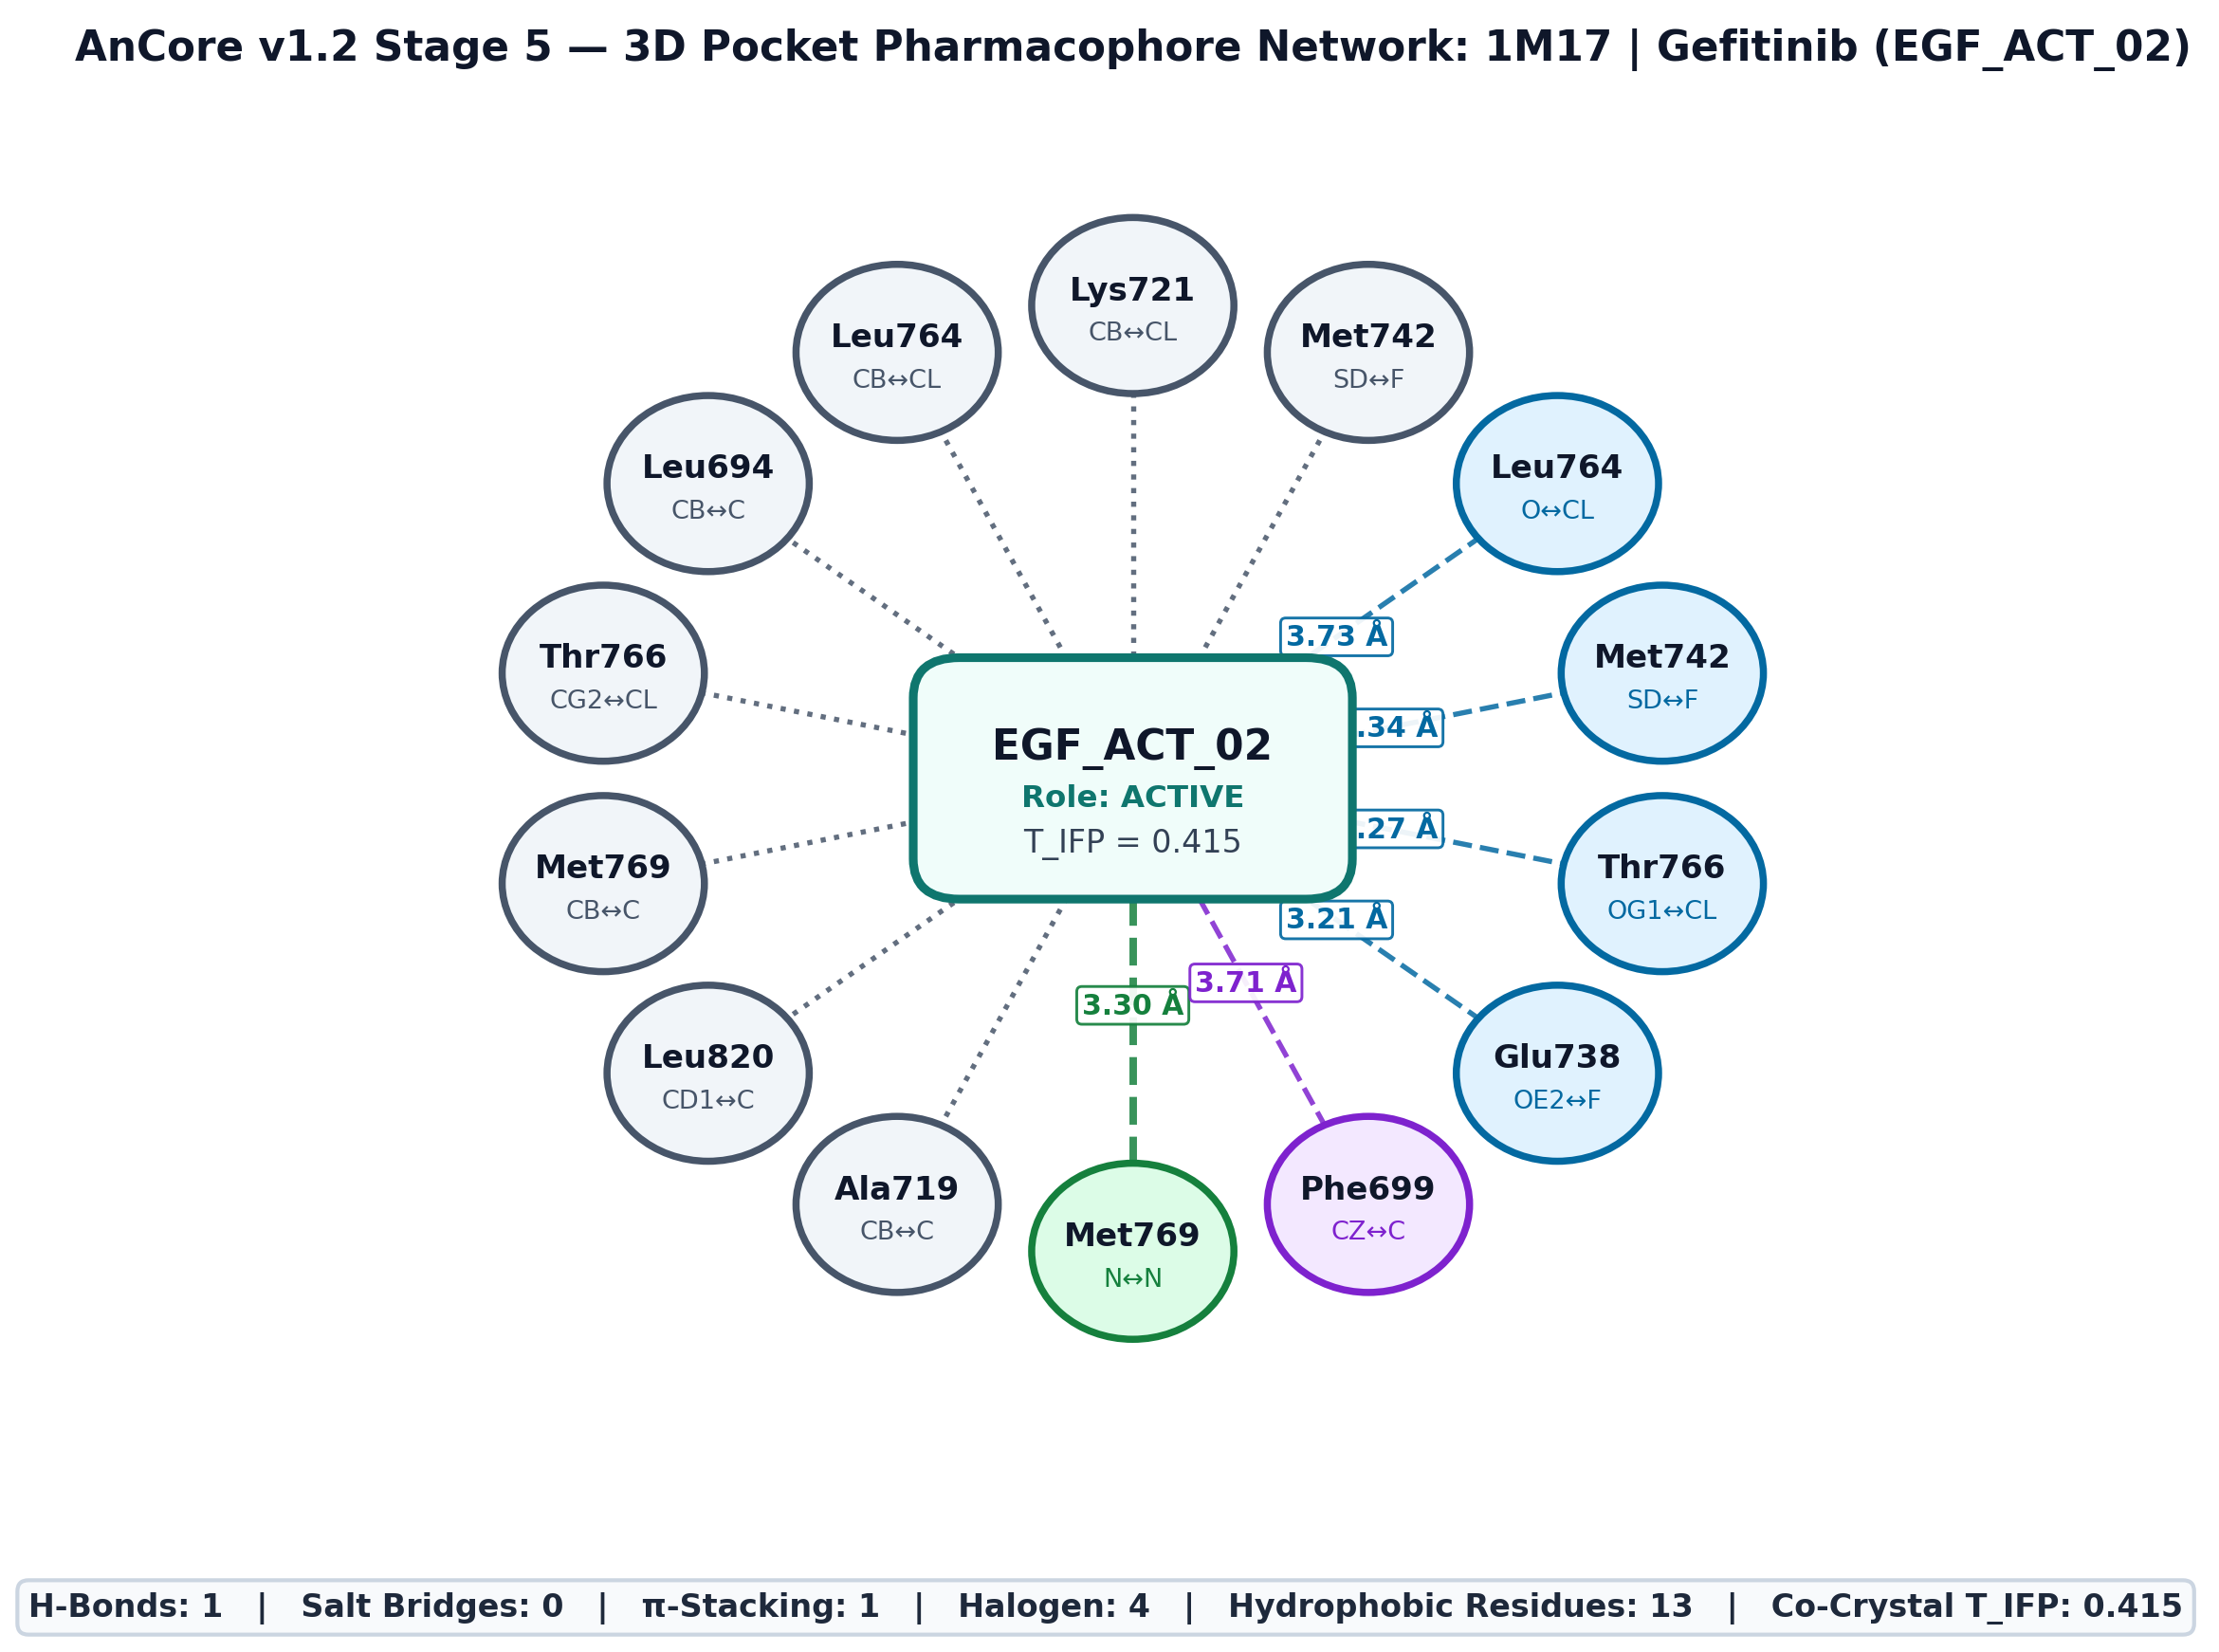 AnCore v1.2 Stage 5 — 3D Pocket Pharmacophore Network: 1M17 | Gefitinib (EGF_ACT_02)
Lys721
CB↔CL
Leu764
CB↔CL
Met742
SD↔F
Leu694
CB↔C
Leu764
O↔CL
3.73 Å
Thr766
CG2↔CL
Met742
SD↔F
.34 Å
EGF_ACT_02
Role: ACTIVE
T_IFP = 0.415
.27 Å
Met769
CB↔C
Thr766
OG1↔CL
3.21 Å
3.71 Å
3.30 Å
Leu820
CD1↔C
Glu738
OE2↔F
Ala719
CB↔C
Phe699
CZ↔C
Met769
N↔N
H-Bonds: 1 | Salt Bridges: 0 | π-Stacking: 1 | Halogen: 4 | Hydrophobic Residues: 13 | Co-Crystal T_IFP: 0.415